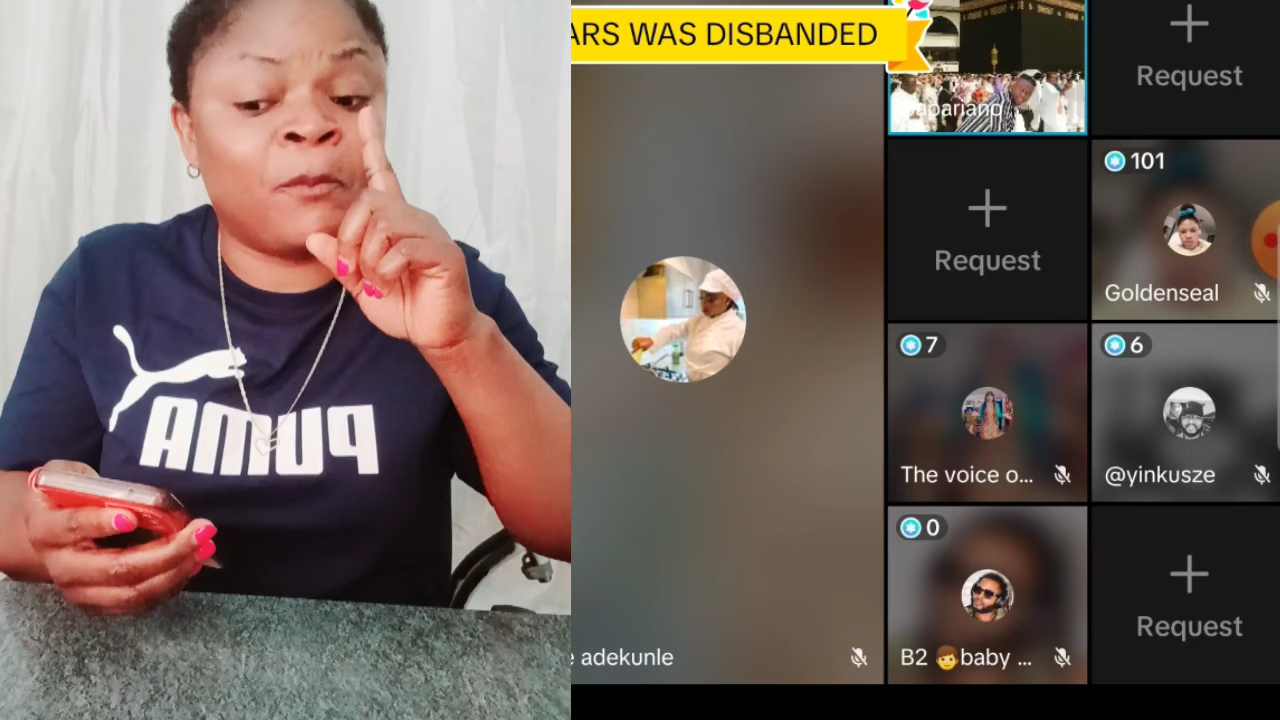 PUMA
ARS WAS DISBANDED
Request
101
Request
Goldenseal
7
6
The voice o...
@yinkusze
0
e adekunle
B2 👦baby ...
Request